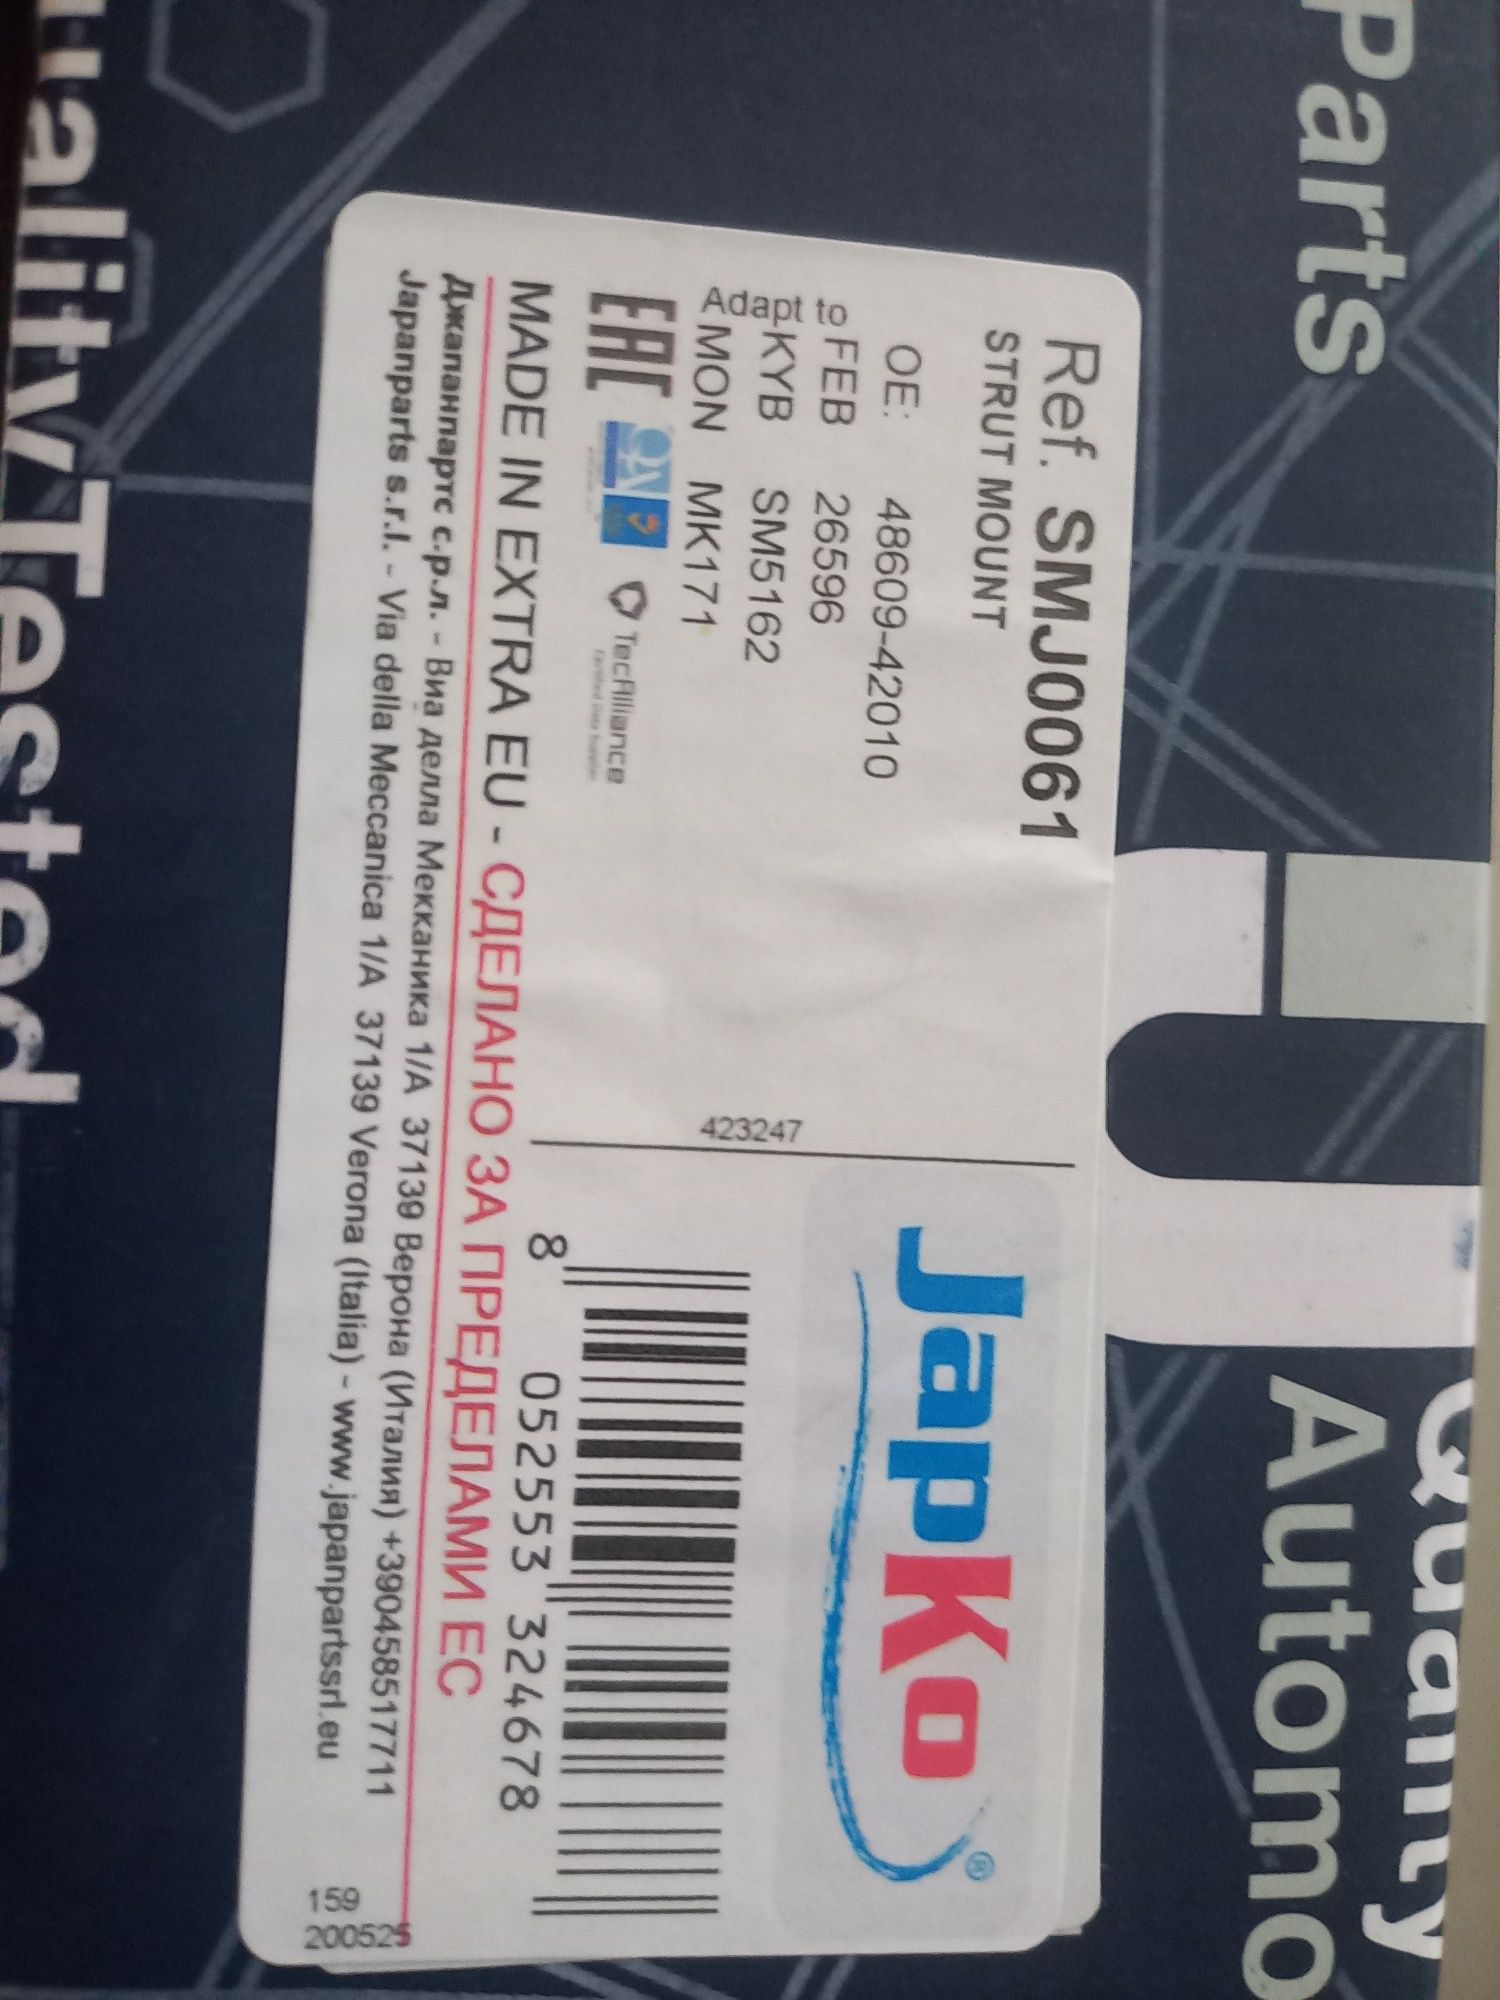 Parts
Quality
Automo
Ref. SMJ0061
STRUT MOUNT
OE: 48609-42010
Adapt to
FEB 26596
KYB SM5162
MON MK171
EAC
TecAlliance
Certified Data Supplier
423247
JapKo®
8 052553 324678
MADE IN EXTRA EU - СДЕЛАНО ЗА ПРЕДЕЛАМИ ЕС
Джапанпартс с.р.л. - Виа делла Мекканика 1/А 37139 Верона (Италия) +390458517711
Japanparts s.r.l. - Via della Meccanica 1/A 37139 Verona (Italia) - www.japanpartssrl.eu
159
200525
uality Tested